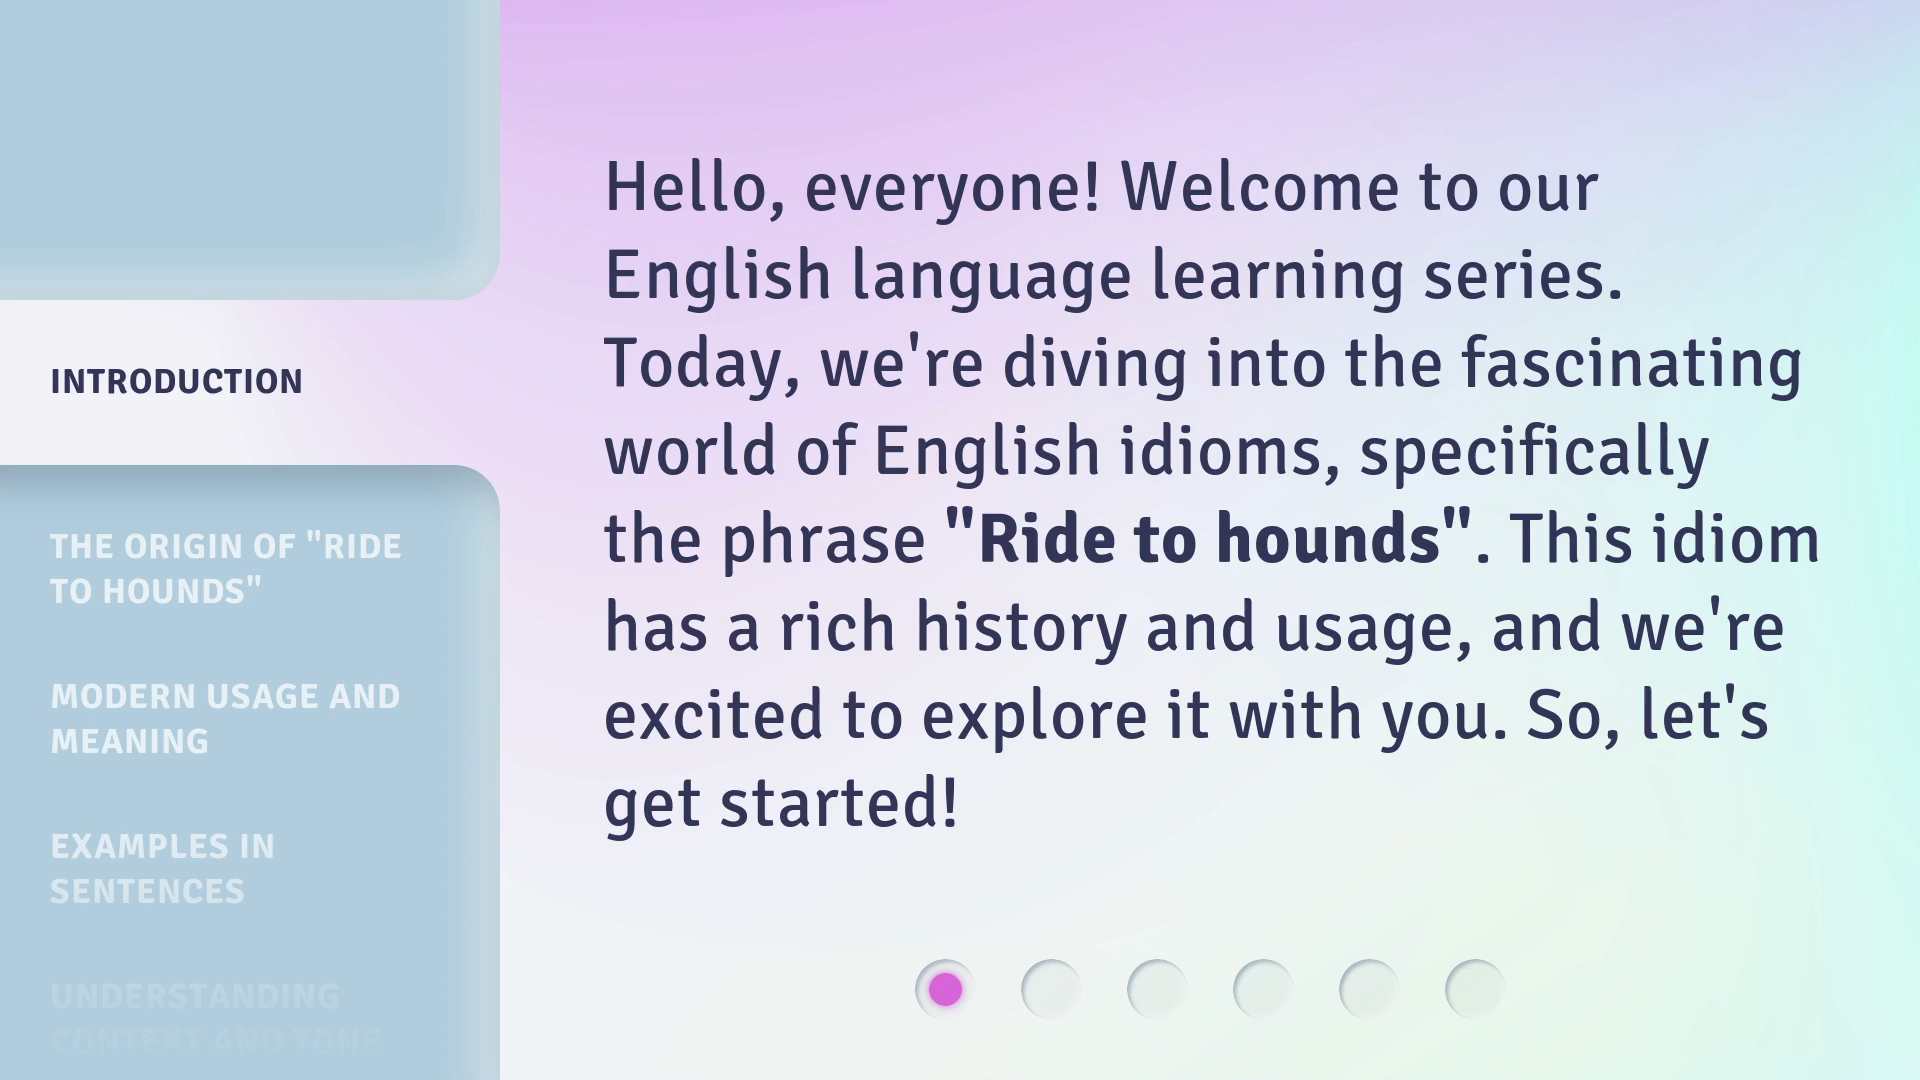 INTRODUCTION
THE ORIGIN OF "RIDE
TO HOUNDS"
MODERN USAGE AND
MEANING
EXAMPLES IN
SENTENCES
UNDERSTANDING
CONTEXT AND TONE
Hello, everyone! Welcome to our
English language learning series.
Today, we're diving into the fascinating
world of English idioms, specifically
the phrase "Ride to hounds". This idiom
has a rich history and usage, and we're
excited to explore it with you. So, let's
get started!